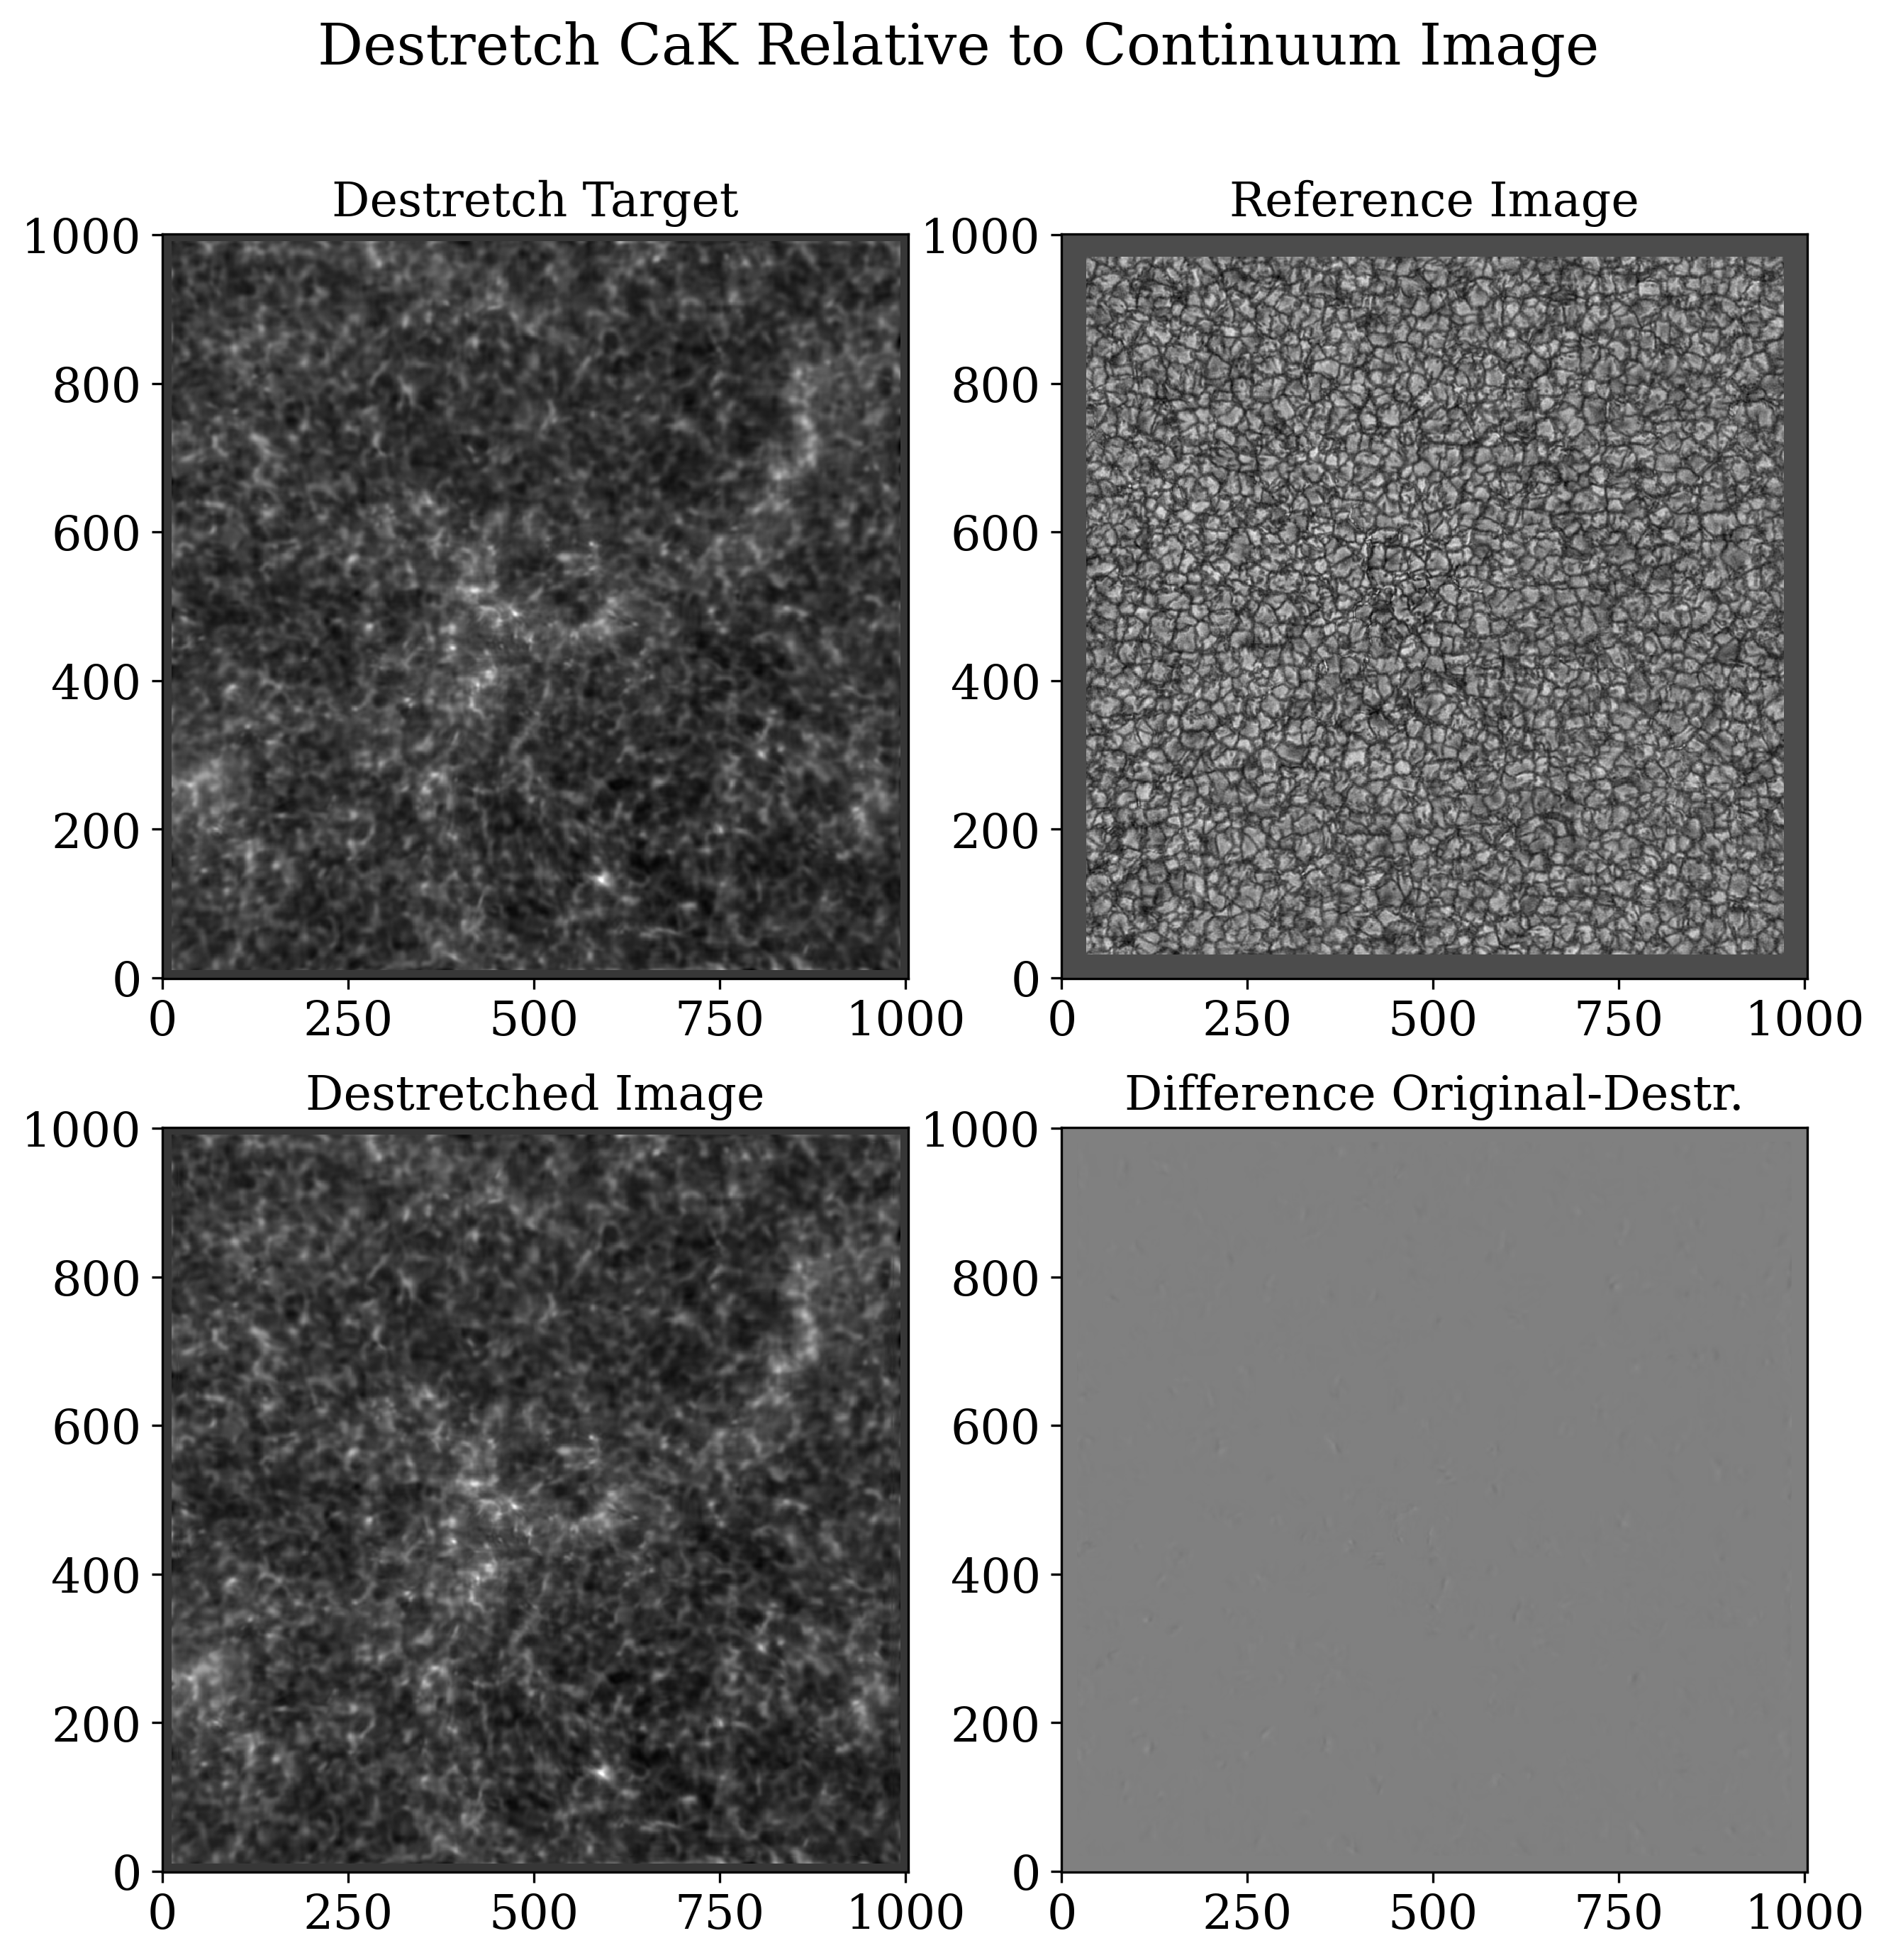 Destretch CaK Relative to Continuum Image
Destretch Target
Reference Image
1000
800
600
400
200
0
0 250 500 750 1000
1000
800
600
400
200
0
0 250 500 750 1000
Destretched Image
Difference Original-Destr.
1000
800
600
400
200
0
0 250 500 750 1000
1000
800
600
400
200
0
0 250 500 750 1000